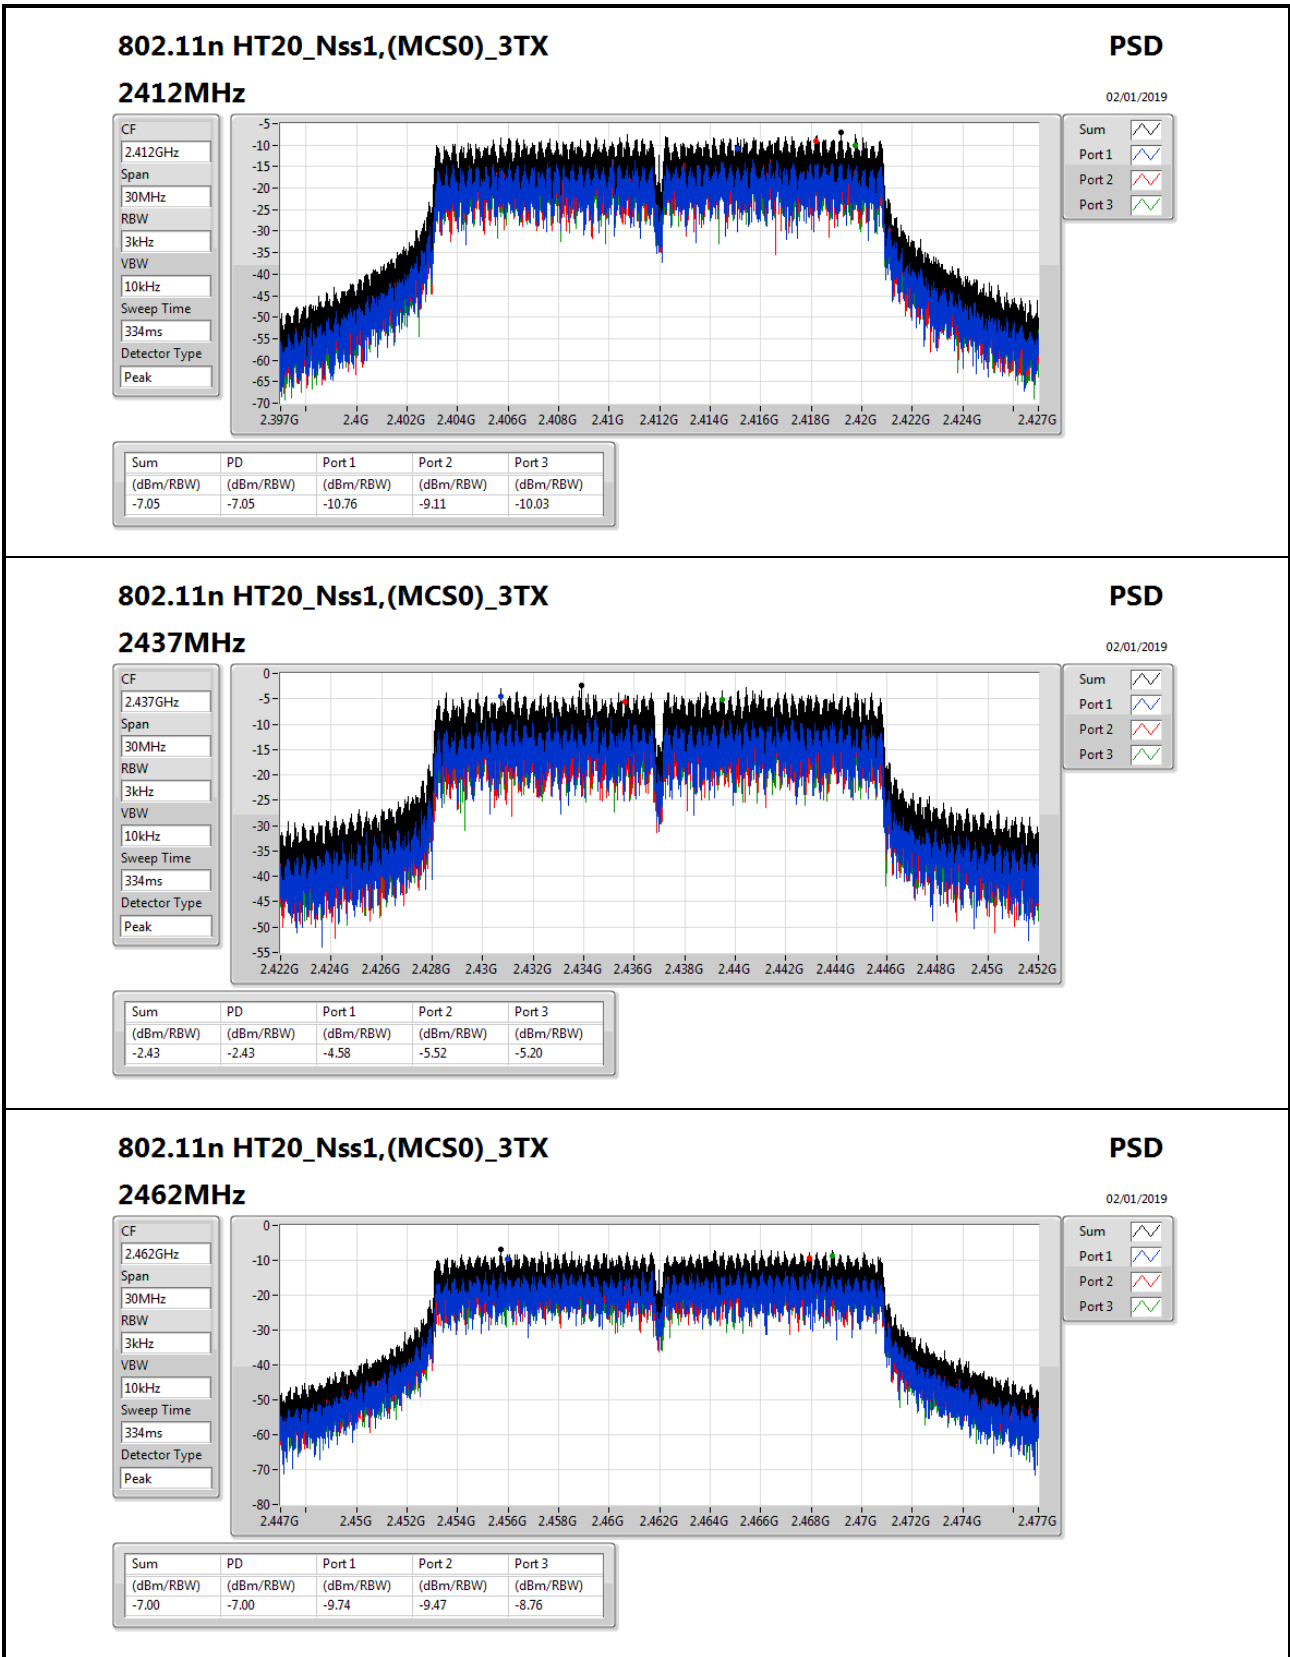 802.11n HT20_Nss1,(MCS0)_3TX PSD
2412MHz 02/01/2019
CF
2.412GHz
Span
30MHz
RBW
3kHz
VBW
10kHz
Sweep Time
334ms
Detector Type
Peak
-5
-10
-15
-20
-25
-30
-35
-40
-45
-50
-55
-60
-65
-70
2.397G 2.4G 2.402G 2.404G 2.406G 2.408G 2.41G 2.412G 2.414G 2.416G 2.418G 2.42G 2.422G 2.424G 2.427G
Sum
Port 1
Port 2
Port 3
Sum PD Port 1 Port 2 Port 3
(dBm/RBW) (dBm/RBW) (dBm/RBW) (dBm/RBW) (dBm/RBW)
-7.05 -7.05 -10.76 -9.11 -10.03
802.11n HT20_Nss1,(MCS0)_3TX PSD
2437MHz 02/01/2019
CF
2.437GHz
Span
30MHz
RBW
3kHz
VBW
10kHz
Sweep Time
334ms
Detector Type
Peak
0
-5
-10
-15
-20
-25
-30
-35
-40
-45
-50
-55
2.422G 2.424G 2.426G 2.428G 2.43G 2.432G 2.434G 2.436G 2.438G 2.44G 2.442G 2.444G 2.446G 2.448G 2.45G 2.452G
Sum
Port 1
Port 2
Port 3
Sum PD Port 1 Port 2 Port 3
(dBm/RBW) (dBm/RBW) (dBm/RBW) (dBm/RBW) (dBm/RBW)
-2.43 -2.43 -4.58 -5.52 -5.20
802.11n HT20_Nss1,(MCS0)_3TX PSD
2462MHz 02/01/2019
CF
2.462GHz
Span
30MHz
RBW
3kHz
VBW
10kHz
Sweep Time
334ms
Detector Type
Peak
0
-10
-20
-30
-40
-50
-60
-70
-80
2.447G 2.45G 2.452G 2.454G 2.456G 2.458G 2.46G 2.462G 2.464G 2.466G 2.468G 2.47G 2.472G 2.474G 2.477G
Sum
Port 1
Port 2
Port 3
Sum PD Port 1 Port 2 Port 3
(dBm/RBW) (dBm/RBW) (dBm/RBW) (dBm/RBW) (dBm/RBW)
-7.00 -7.00 -9.74 -9.47 -8.76